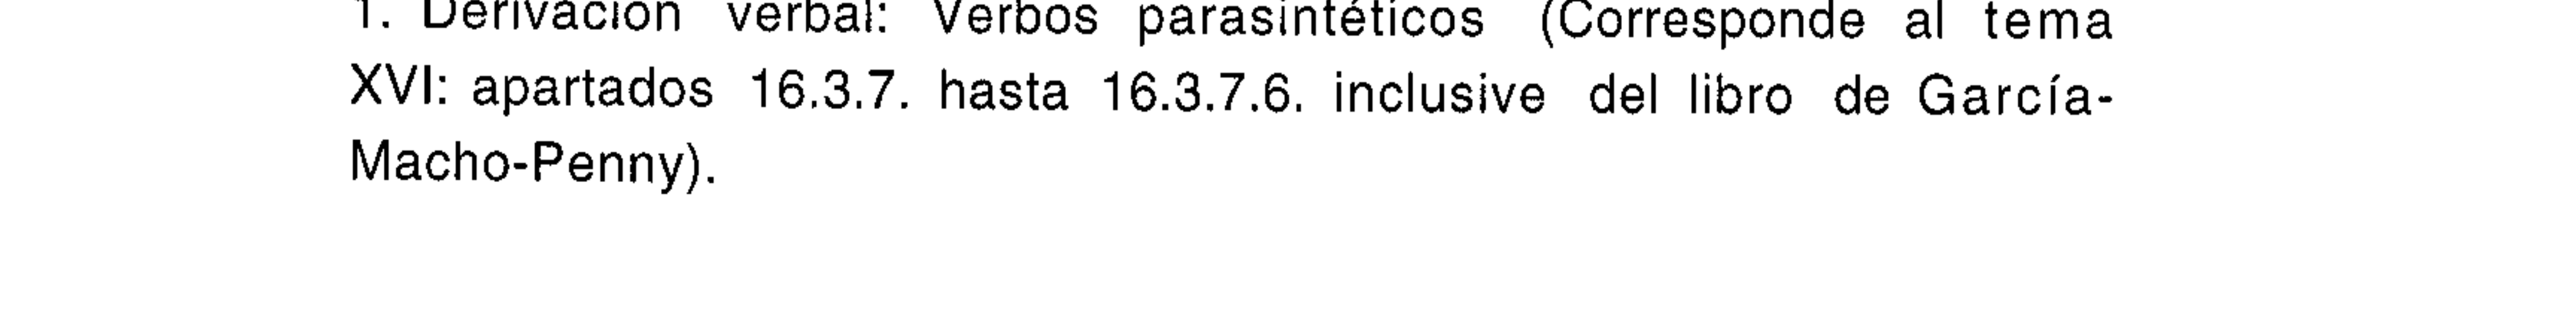 1. Derivación verbal: Verbos parasintéticos (Corresponde al tema
XVI: apartados 16.3.7. hasta 16.3.7.6. inclusive del libro de García-
Macho-Penny).